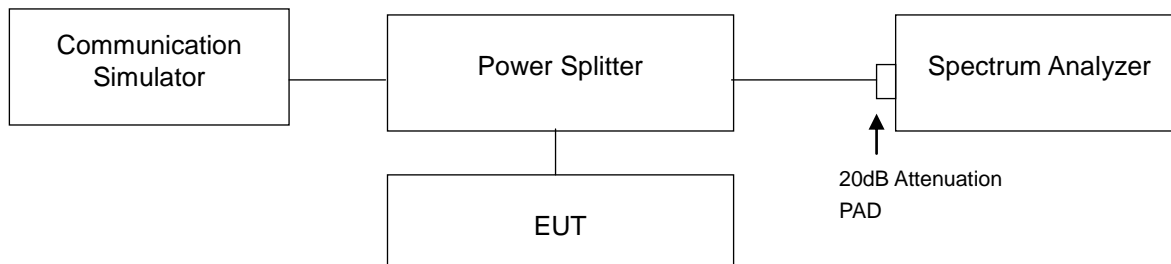 Communication
Simulator
Power Splitter
Spectrum Analyzer
20dB Attenuation
PAD
EUT